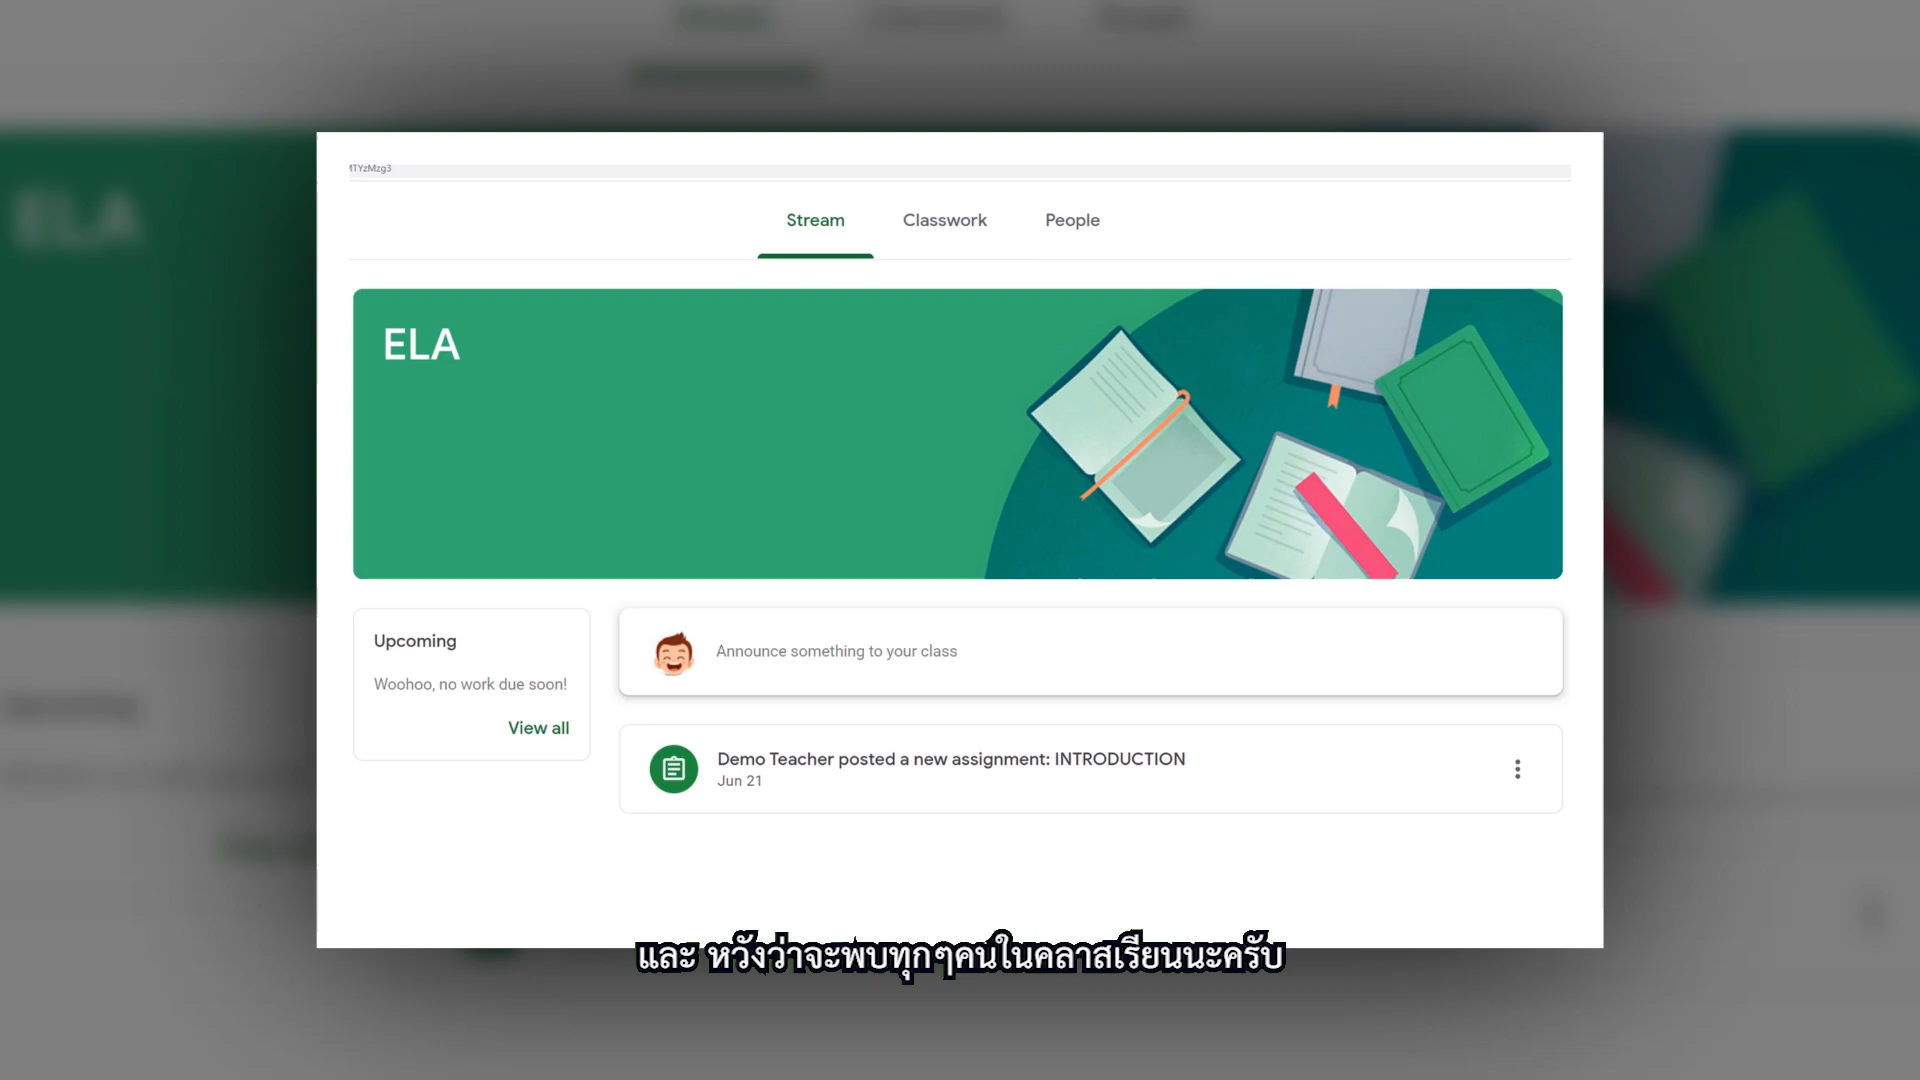 MTYzMzg3
Stream Classwork People
ELA
Upcoming
Woohoo, no work due soon!
View all
Announce something to your class
Demo Teacher posted a new assignment: INTRODUCTION
Jun 21
และ หวังว่าจะพบทุกๆคนในคลาสเรียนนะครับ